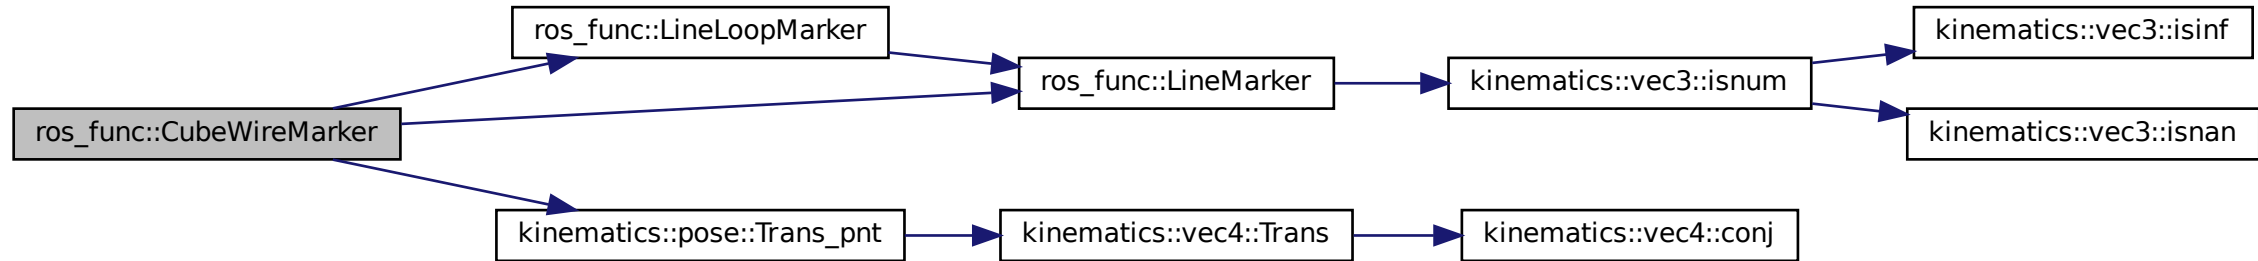 ros_func::LineLoopMarker
kinematics::vec3::isinf
ros_func::LineMarker
kinematics::vec3::isnum
ros_func::CubeWireMarker
kinematics::vec3::isnan
kinematics::pose::Trans_pnt
kinematics::vec4::Trans
kinematics::vec4::conj